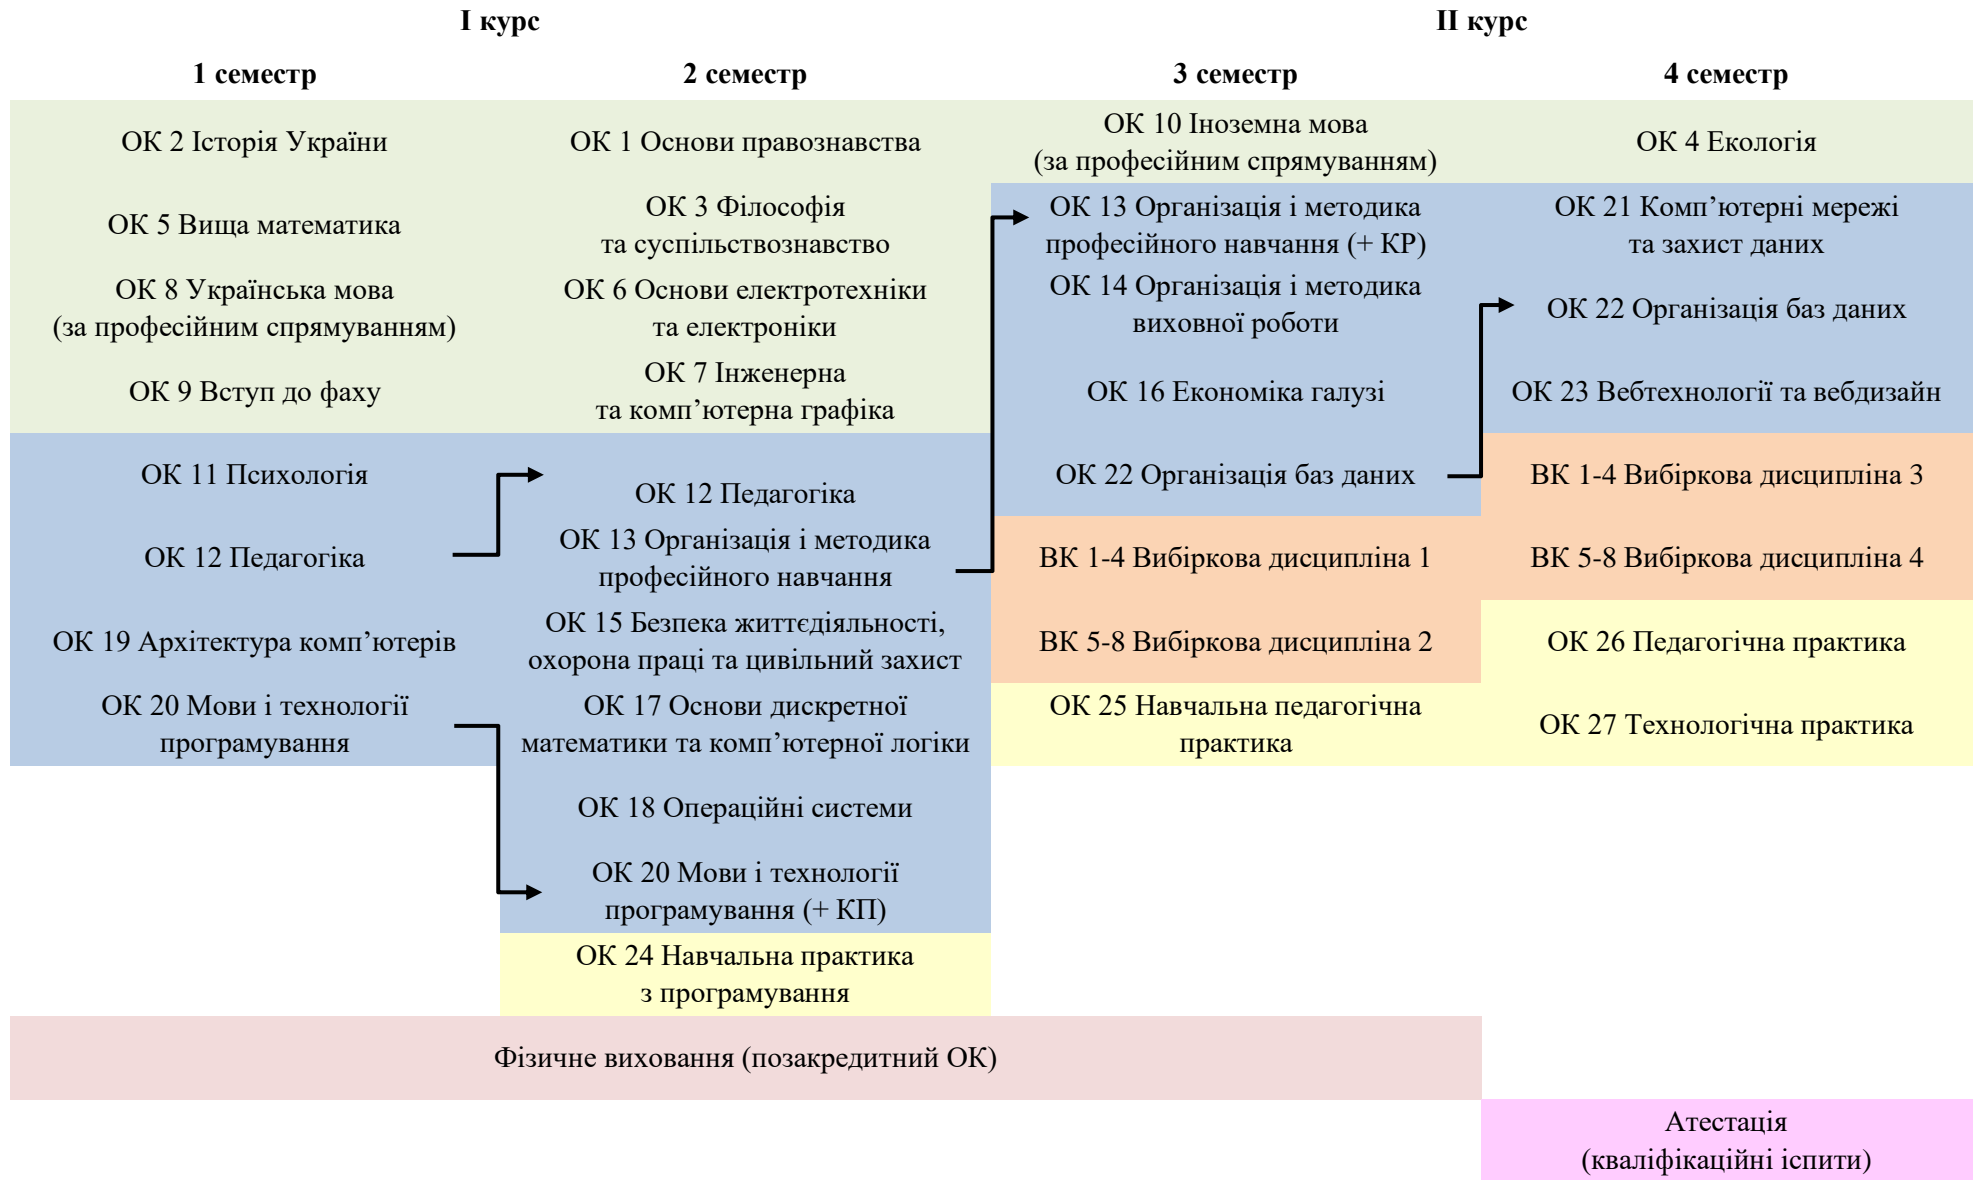 І курс
ІІ курс
1 семестр
2 семестр
3 семестр
4 семестр
ОК 2 Історія України
ОК 5 Вища математика
ОК 8 Українська мова
(за професійним спрямуванням)
ОК 9 Вступ до фаху
ОК 11 Психологія
ОК 12 Педагогіка
ОК 19 Архітектура комп’ютерів
ОК 20 Мови і технології
програмування
ОК 1 Основи правознавства
ОК 3 Філософія
та суспільствознавство
ОК 6 Основи електротехніки
та електроніки
ОК 7 Інженерна
та комп’ютерна графіка
ОК 12 Педагогіка
ОК 13 Організація і методика
професійного навчання
ОК 15 Безпека життєдіяльності,
охорона праці та цивільний захист
ОК 17 Основи дискретної
математики та комп’ютерної логіки
ОК 18 Операційні системи
ОК 20 Мови і технології
програмування (+ КП)
ОК 24 Навчальна практика
з програмування
ОК 10 Іноземна мова
(за професійним спрямуванням)
ОК 13 Організація і методика
професійного навчання (+ КР)
ОК 14 Організація і методика
виховної роботи
ОК 16 Економіка галузі
ОК 22 Організація баз даних
ВК 1-4 Вибіркова дисципліна 1
ВК 5-8 Вибіркова дисципліна 2
ОК 25 Навчальна педагогічна
практика
ОК 4 Екологія
ОК 21 Комп’ютерні мережі
та захист даних
ОК 22 Організація баз даних
ОК 23 Вебтехнології та вебдизайн
ВК 1-4 Вибіркова дисципліна 3
ВК 5-8 Вибіркова дисципліна 4
ОК 26 Педагогічна практика
ОК 27 Технологічна практика
Фізичне виховання (позакредитний ОК)
Атестація
(кваліфікаційні іспити)